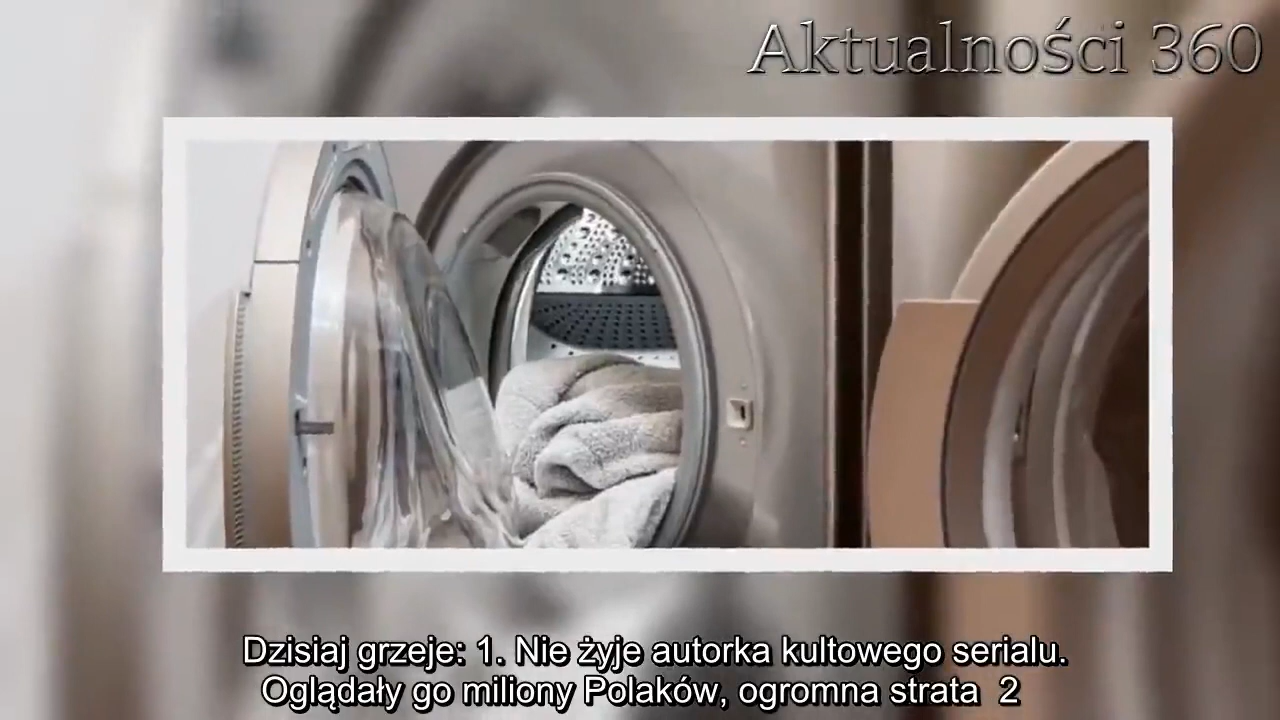 Aktualności 360
Dzisiaj grzeje: 1. Nie żyje autorka kultowego serialu.
Oglądały go miliony Polaków, ogromna strata  2